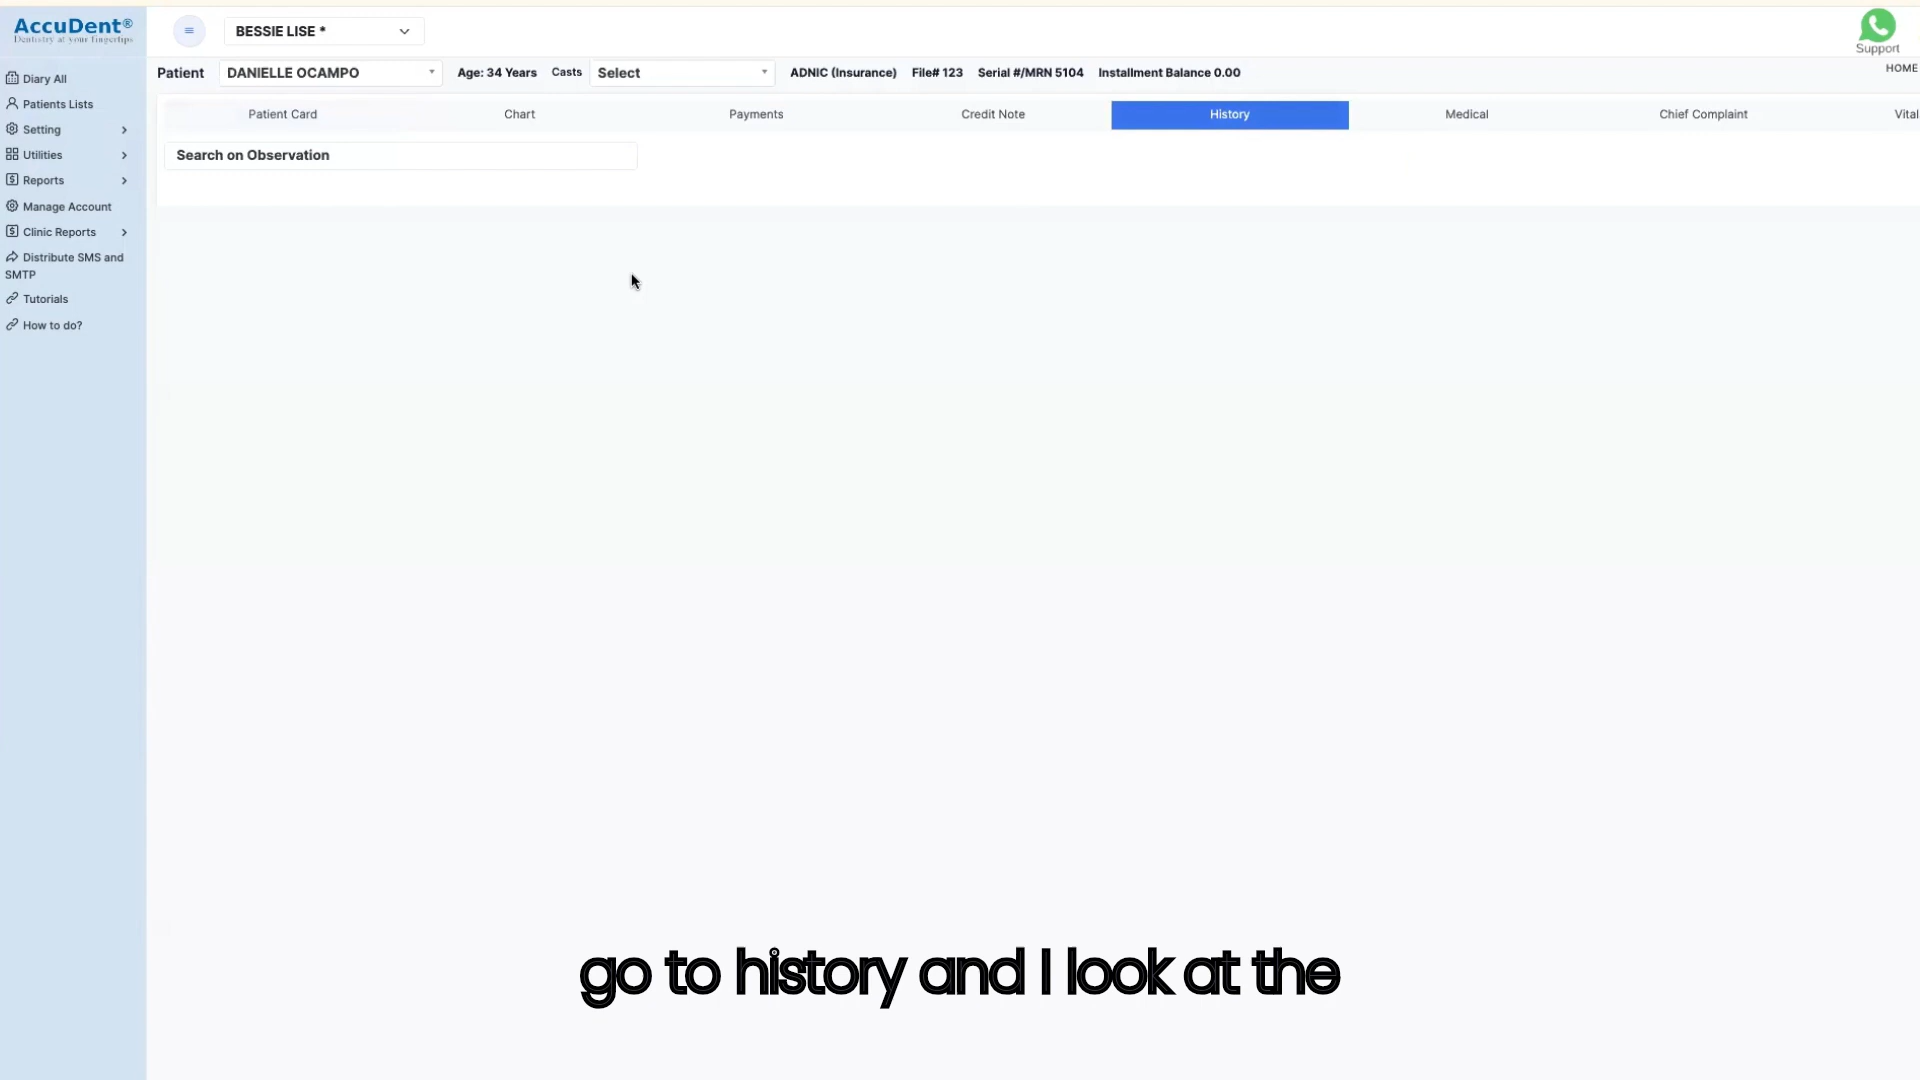 AccuDent®
Dentistry at your fingertips
BESSIE LISE *
Support
HOME
Patient DANIELLE OCAMPO Age: 34 Years Casts Select ADNIC (Insurance) File# 123 Serial #/MRN 5104 Installment Balance 0.00
Patient Card Chart Payments Credit Note History Medical Chief Complaint Vital
Search on Observation
Diary All
Patients Lists
Setting
Utilities
Reports
Manage Account
Clinic Reports
Distribute SMS and
SMTP
Tutorials
How to do?
go to history and I look at the